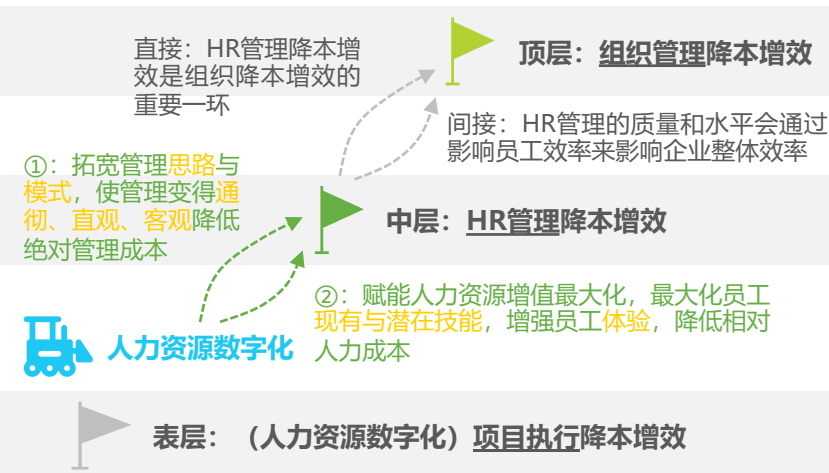 直接：HR管理降本增
效是组织降本增效的
重要一环
顶层：组织管理降本增效
间接：HR管理的质量和水平会通过
影响员工效率来影响企业整体效率
①：拓宽管理思路与
模式，使管理变得通
彻、直观、客观降低
绝对管理成本
中层：HR管理降本增效
②：赋能人力资源增值最大化，最大化员工
现有与潜在技能，增强员工体验，降低相对
人力成本
人力资源数字化
表层：（人力资源数字化）项目执行降本增效